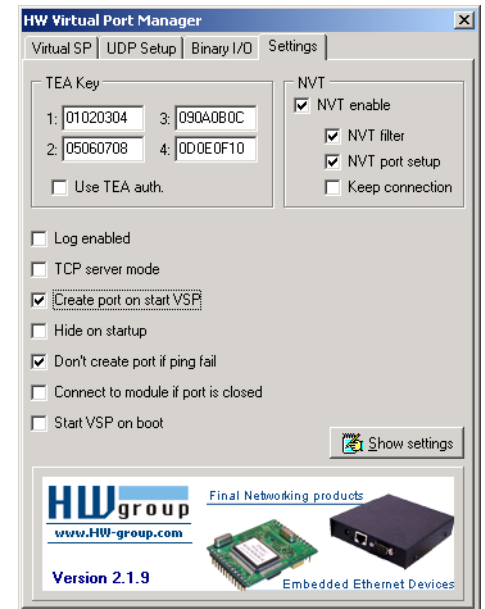 HW Virtual Port Manager
Virtual SP UDP Setup Binary I/O Settings
TEA Key
1: 01020304 3: 090A0B0C
2: 05060708 4: 0D0E0F10
Use TEA auth.
NVT
NVT enable
NVT filter
NVT port setup
Keep connection
Log enabled
TCP server mode
Create port on start VSP
Hide on startup
Don't create port if ping fail
Connect to module if port is closed
Start VSP on boot
Show settings
HW group
www.HW-group.com
Version 2.1.9
Final Networking products
Embedded Ethernet Devices